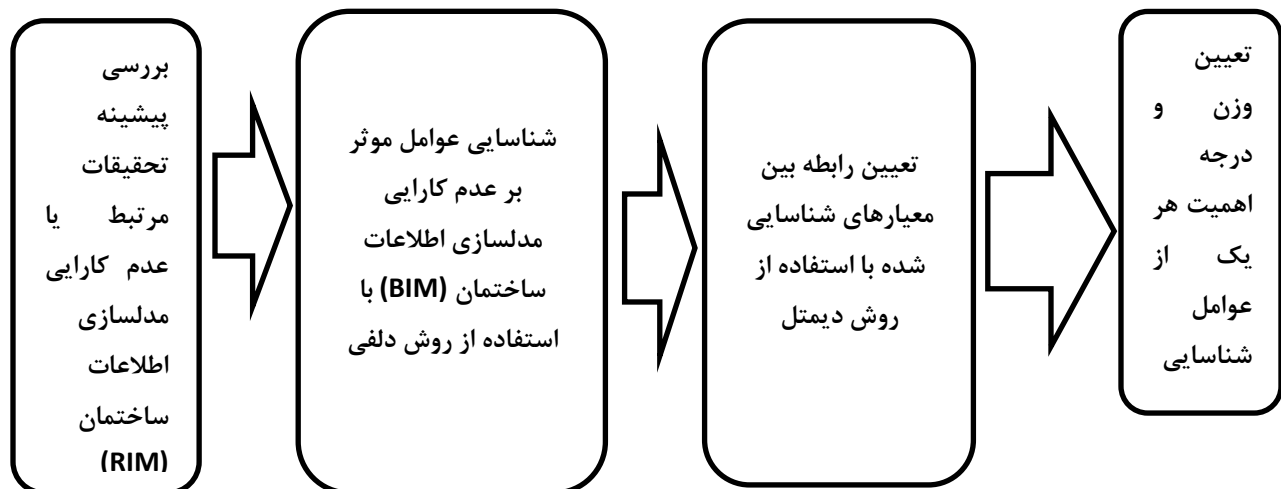 بررسی
پیشینه
تحقیقات
مرتبط یا
عدم کارایی
مدلسازی
اطلاعات
ساختمان
(RIM)
شناسایی عوامل موثر
بر عدم کارایی
مدلسازی اطلاعات
ساختمان (BIM) با
استفاده از روش دلفی
تعیین رابطه بین
معیارهای شناسایی
شده با استفاده از
روش دیمتل
تعیین
وزن و
درجه
اهمیت هر
یک از
عوامل
شناسایی